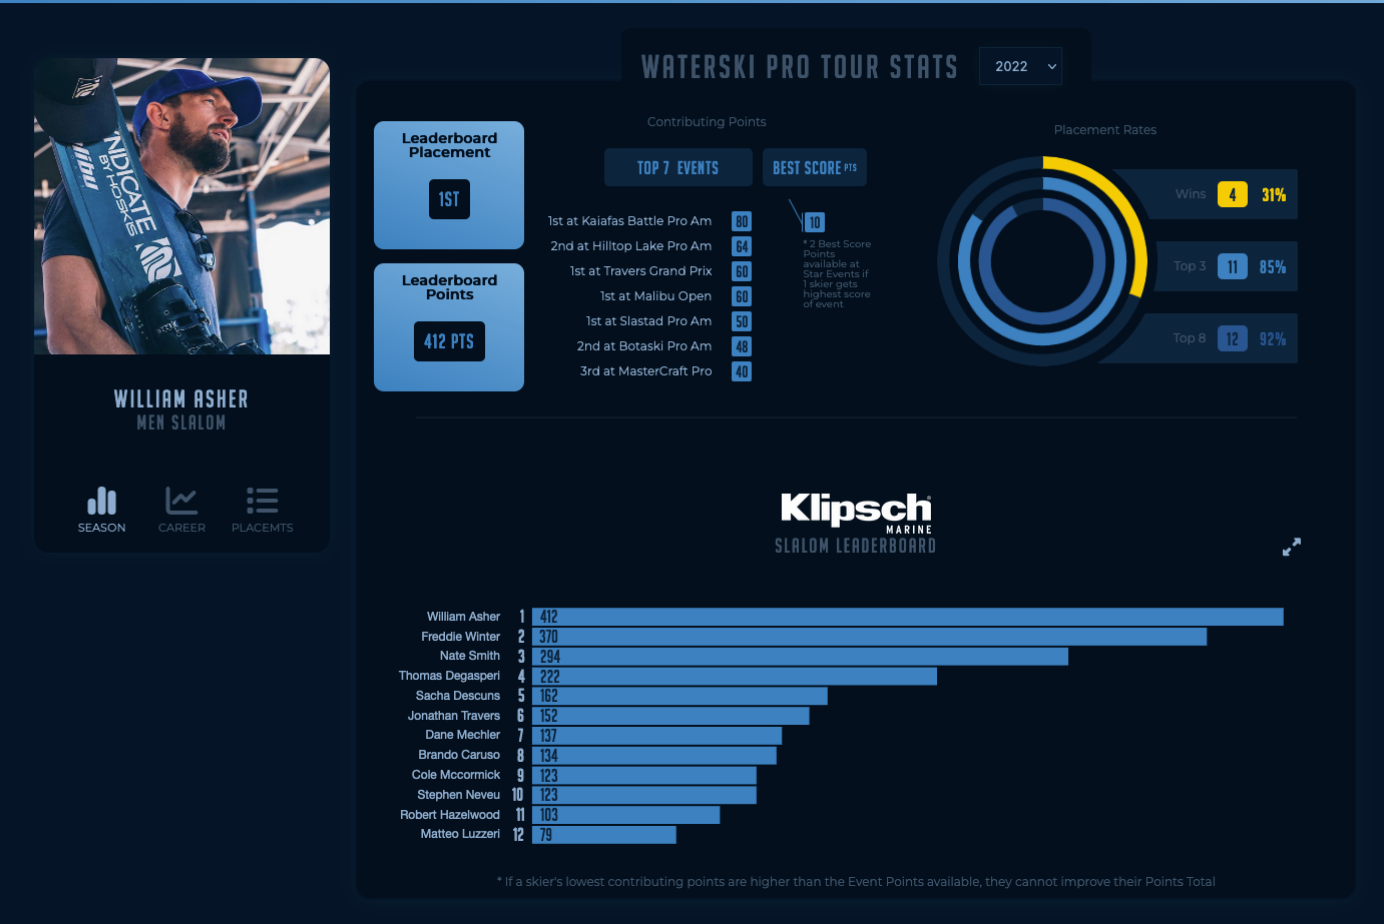 WATERSKI PRO TOUR STATS
2022
NDICATE
BY HO
WILLIAM ASHER
MEN SLALOM
SEASON
CAREER
PLACEMTS
Leaderboard
Placement
1ST
Leaderboard
Points
412 PTS
Contributing Points
TOP 7 EVENTS
BEST SCORE PTS
1st at Kaiafas Battle Pro Am 80
2nd at Hilltop Lake Pro Am 64
1st at Travers Grand Prix 60
1st at Malibu Open 60
1st at Slastad Pro Am 50
2nd at Botaski Pro Am 48
3rd at MasterCraft Pro 40
10
* 2 Best Score
Points
available at
Star Events if
1 skier gets
highest score
of event
Placement Rates
Wins 4 31%
Top 3 11 85%
Top 8 12 92%
Klipsch
MARINE
SLALOM LEADERBOARD
William Asher 1 412
Freddie Winter 2 370
Nate Smith 3 294
Thomas Degasperi 4 222
Sacha Descuns 5 162
Jonathan Travers 6 152
Dane Mechler 7 137
Brando Caruso 8 134
Cole Mccormick 9 123
Stephen Neveu 10 123
Robert Hazelwood 11 103
Matteo Luzzeri 12 79
* If a skier's lowest contributing points are higher than the Event Points available, they cannot improve their Points Total